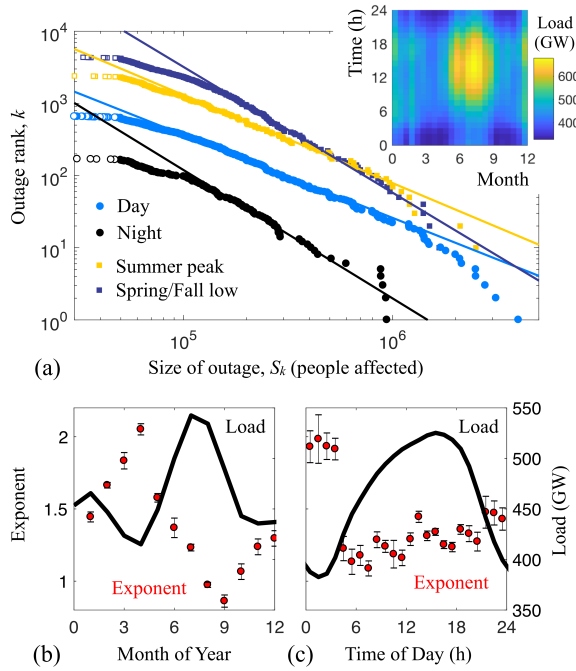 10^4
10^3
10^2
10^1
10^0
Outage rank, k
Day
Night
Summer peak
Spring/Fall low
10^5
10^6
(a)
Size of outage, S_k (people affected)
Time (h)
24
18
12
6
0
0
3
6
9
12
Month
Load
(GW)
600
500
400
Exponent
2
1.5
1
Load
Exponent
0
3
6
9
12
(b)
Month of Year
Load
Exponent
0
6
12
18
24
(c)
Time of Day (h)
550
500
450
400
350
Load (GW)